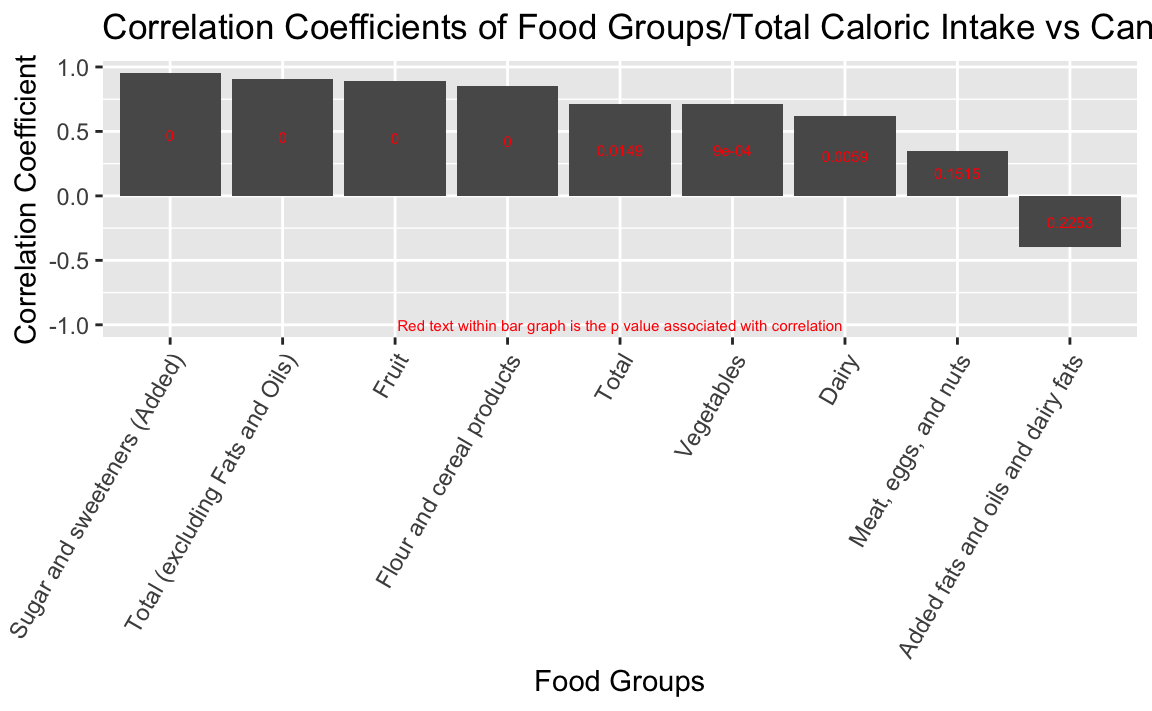 Correlation Coefficients of Food Groups/Total Caloric Intake vs Can
Correlation Coefficient
1.0
0.5
0.0
-0.5
-1.0
0
0
0
0
0.0149
9e-04
0.0059
0.1515
0.2252
Red text within bar graph is the p value associated with correlation
Sugar and sweeteners (Added)
Total (excluding Fats and Oils)
Fruit
Flour and cereal products
Total
Vegetables
Dairy
Meat, eggs, and nuts
Added fats and oils and dairy fats
Food Groups